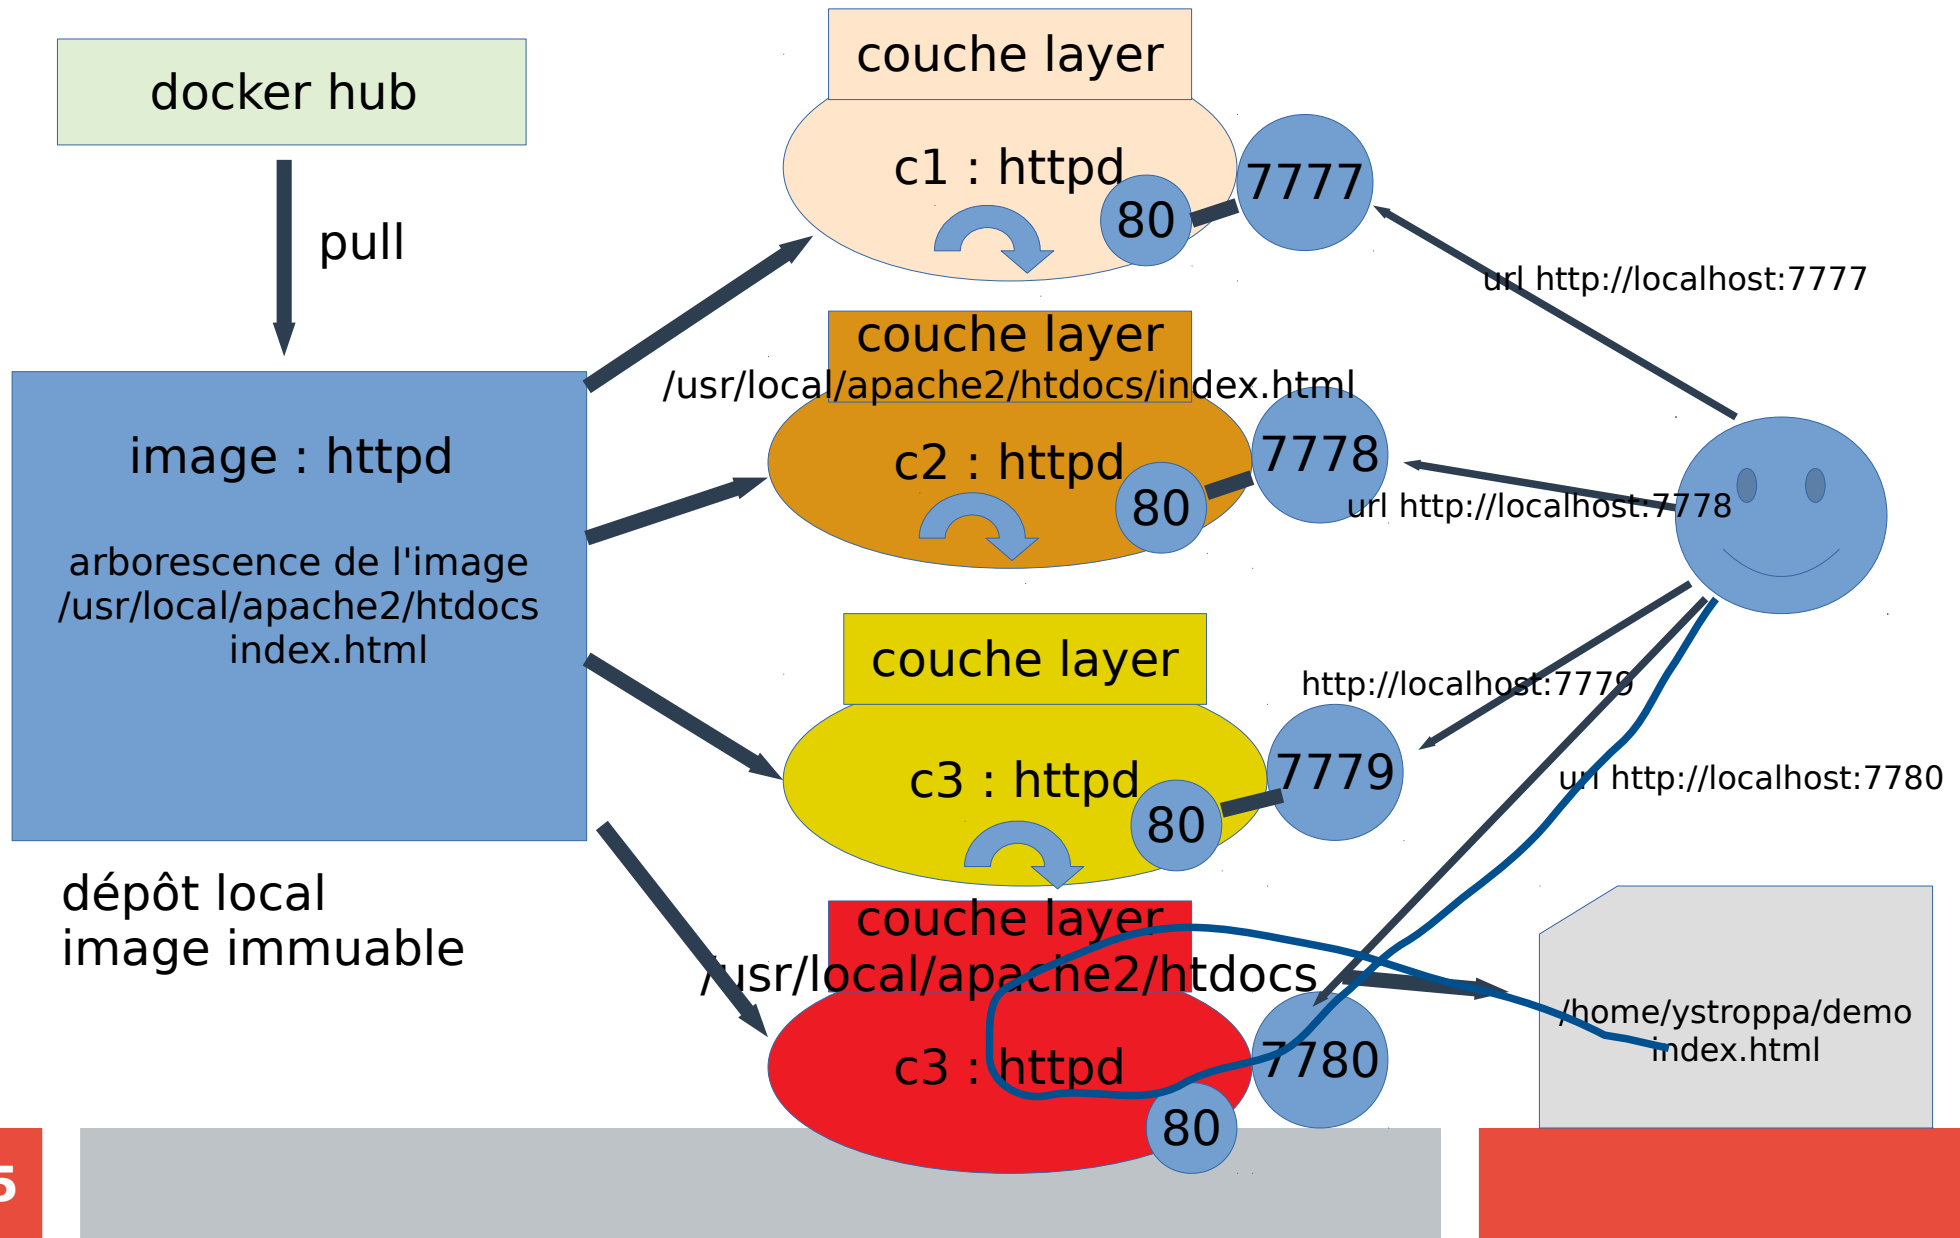 docker hub
pull
image : httpd
arborescence de l'image
/usr/local/apache2/htdocs
index.html
dépôt local
image immuable
couche layer
c1 : httpd
80
7777
url http://localhost:7777
couche layer
/usr/local/apache2/htdocs/index.html
c2 : httpd
80
7778
url http://localhost:7778
couche layer
c3 : httpd
80
7779
http://localhost:7779
url http://localhost:7780
couche layer
/usr/local/apache2/htdocs
c3 : httpd
80
7780
/home/ystroppa/demo
index.html
5